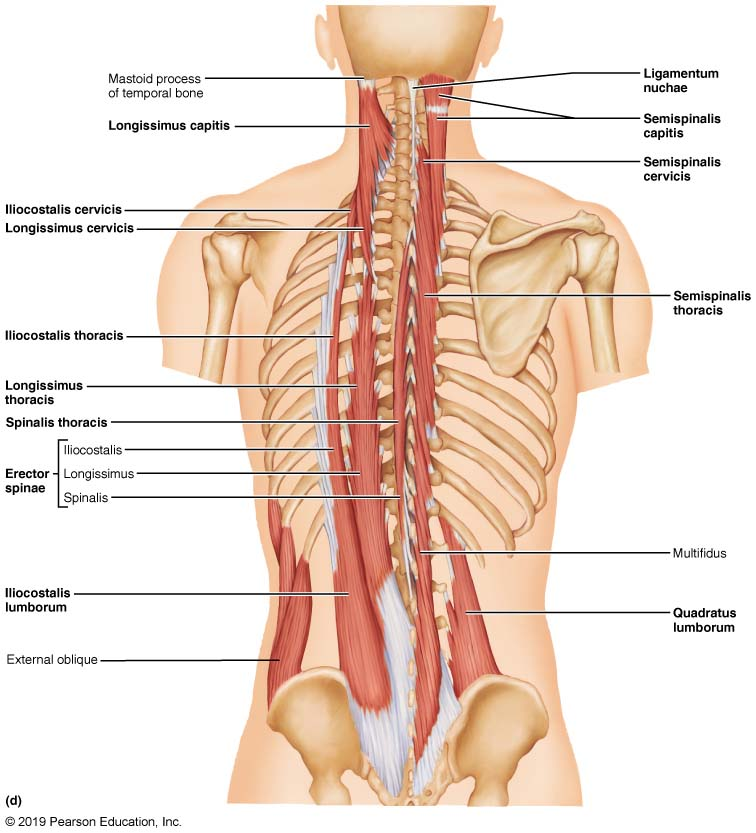 Mastoid process
of temporal bone
Longissimus capitis
Iliocostalis cervicis
Longissimus cervicis
Iliocostalis thoracis
Longissimus
thoracis
Spinalis thoracis
Erector
spinae
Iliocostalis
Longissimus
Spinalis
Iliocostalis
lumborum
External oblique
Ligamentum
nuchae
Semispinalis
capitis
Semispinalis
cervicis
Semispinalis
thoracis
Multifidus
Quadratus
lumborum
(d)
© 2019 Pearson Education, Inc.